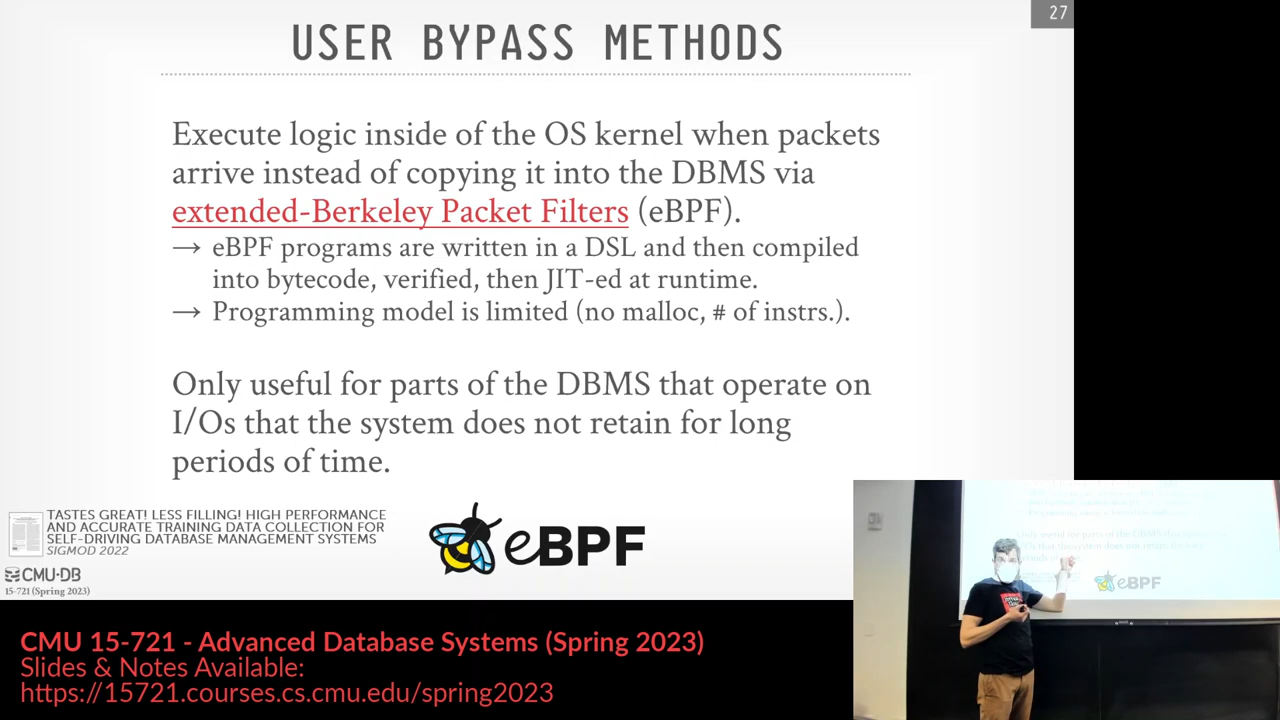 27
USER BYPASS METHODS
Execute logic inside of the OS kernel when packets
arrive instead of copying it into the DBMS via
extended-Berkeley Packet Filters (eBPF).
→ eBPF programs are written in a DSL and then compiled
into bytecode, verified, then JIT-ed at runtime.
→ Programming model is limited (no malloc, # of instrs.).
Only useful for parts of the DBMS that operate on
I/Os that the system does not retain for long
periods of time.
TASTES GREAT! LESS FILLING! HIGH PERFORMANCE
AND ACCURATE TRAINING DATA COLLECTION FOR
SELF-DRIVING DATABASE MANAGEMENT SYSTEMS
SIGMOD 2022
eBPF
CMU·DB
15-721 (Spring 2023)
eBPF
CMU 15-721 - Advanced Database Systems (Spring 2023)
Slides & Notes Available:
https://15721.courses.cs.cmu.edu/spring2023